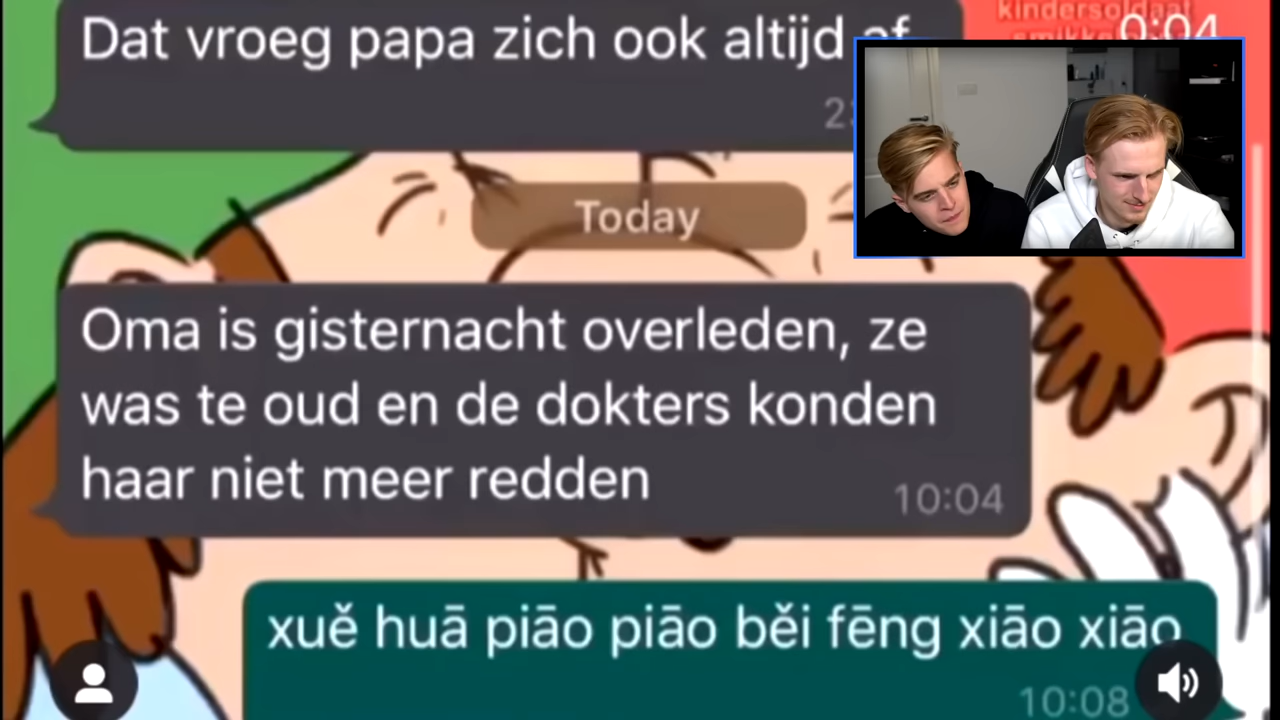 kindersoldaat
0:04
Dat vroeg papa zich ook altijd af
Today
Oma is gisternacht overleden, ze
was te oud en de dokters konden
haar niet meer redden
10:04
xuě huā piāo piāo běi fēng xiāo xiāo
10:08